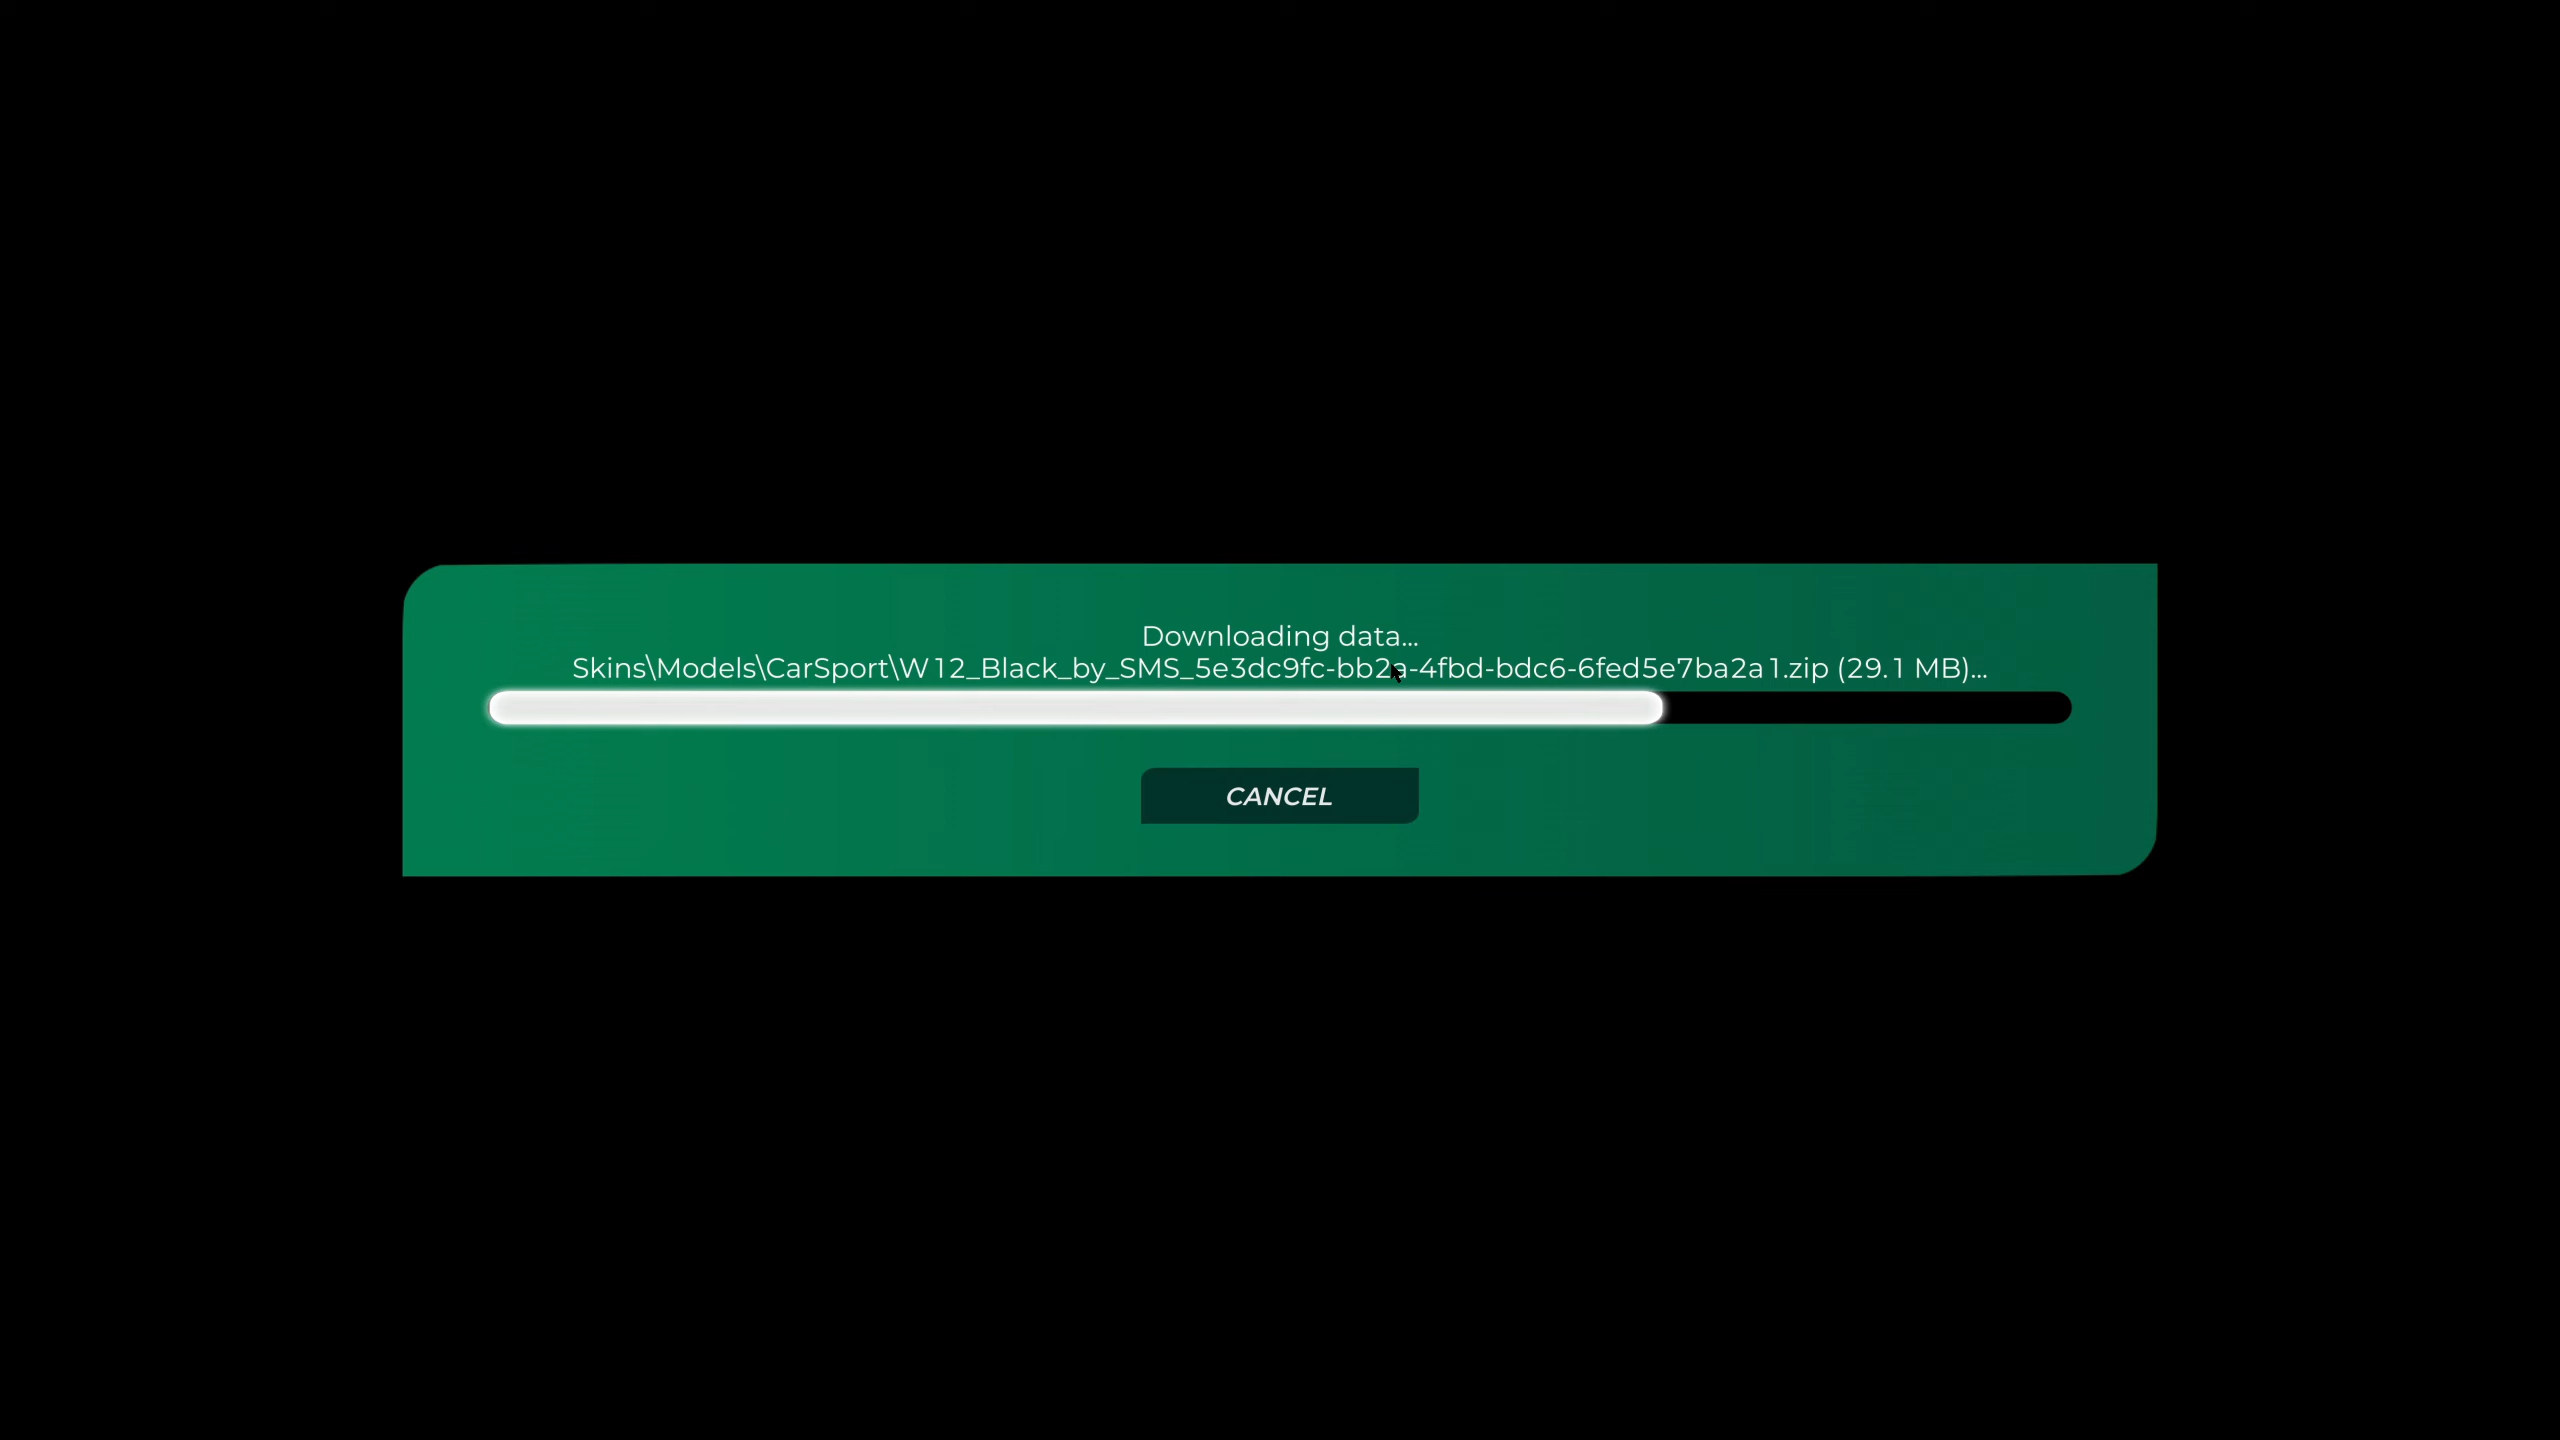 Downloading data...
Skins\Models\CarSport\W12_Black_by_SMS_5e3dc9fc-bb2a-4fbd-bdc6-6fed5e7ba2a1.zip (29.1 MB)...
CANCEL